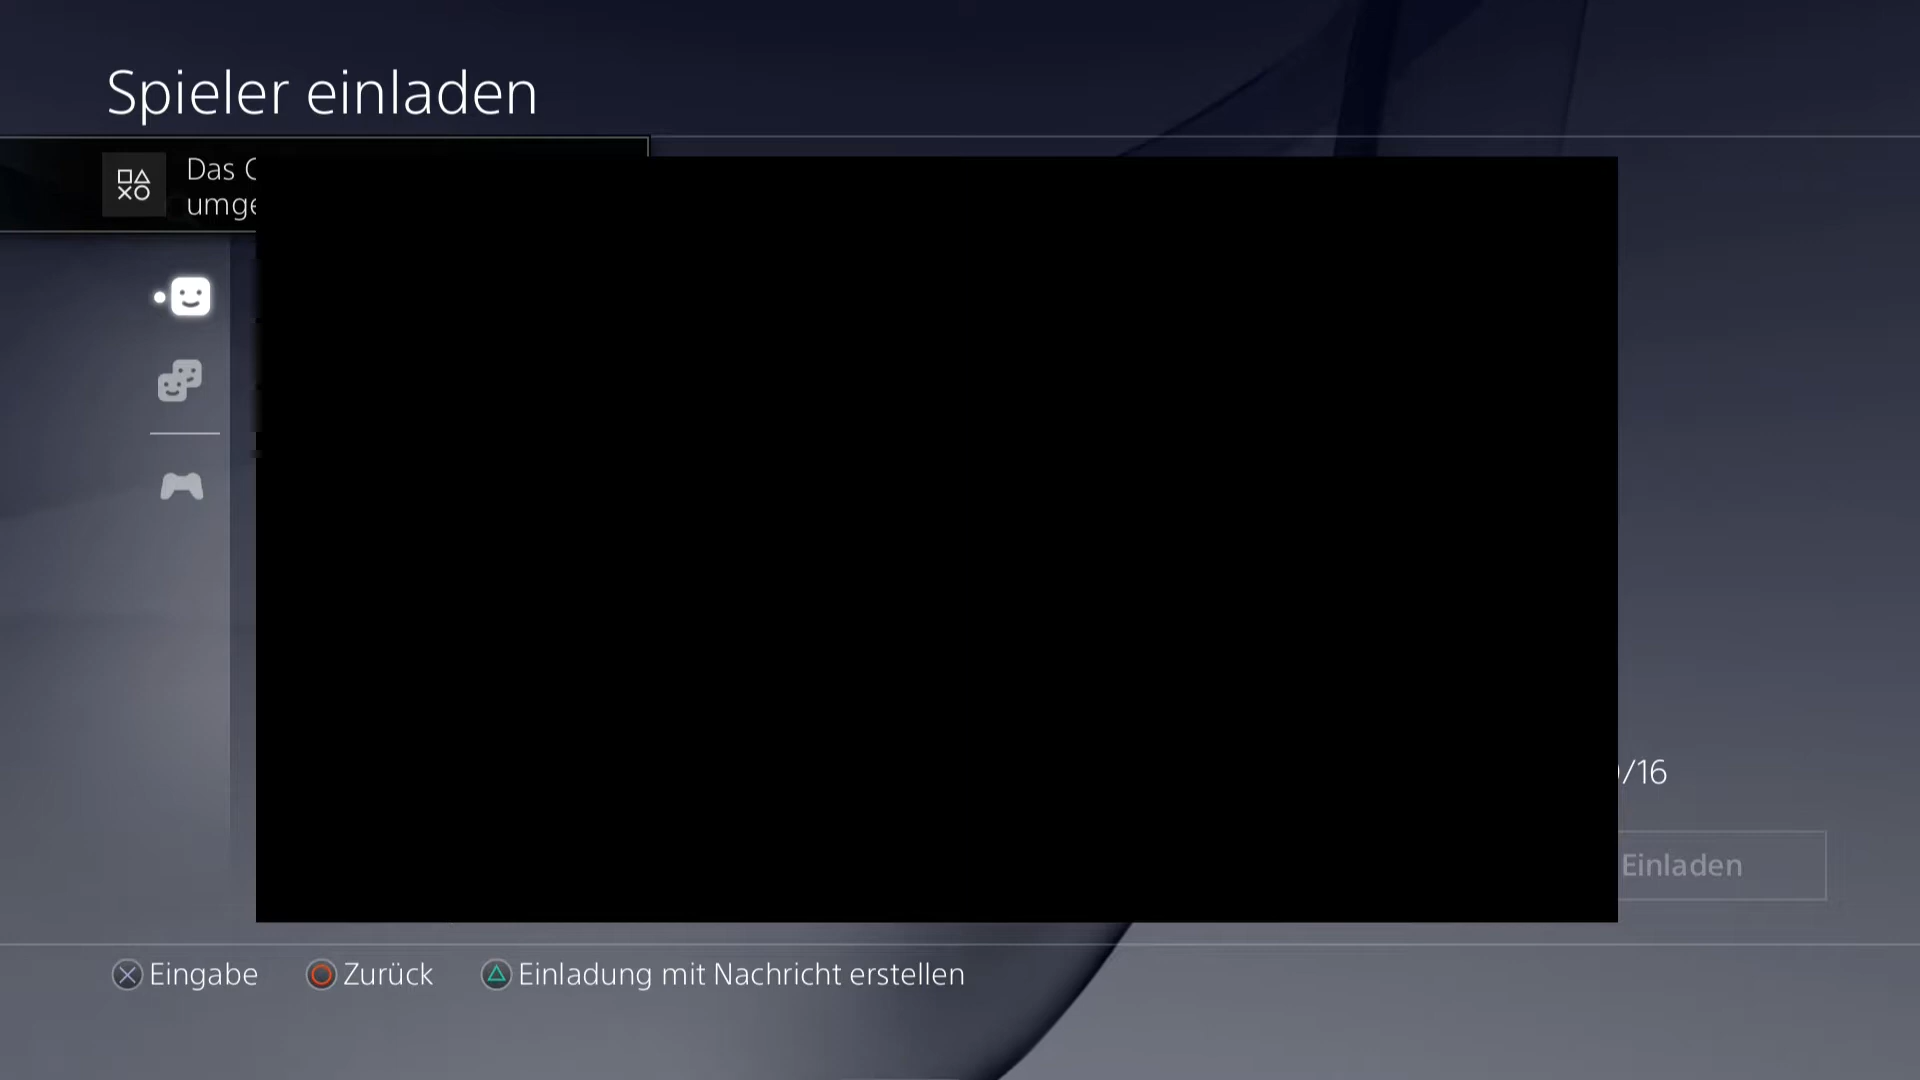 Spieler einladen
Das
/16
Einladen
Eingabe Zurück Einladung mit Nachricht erstellen